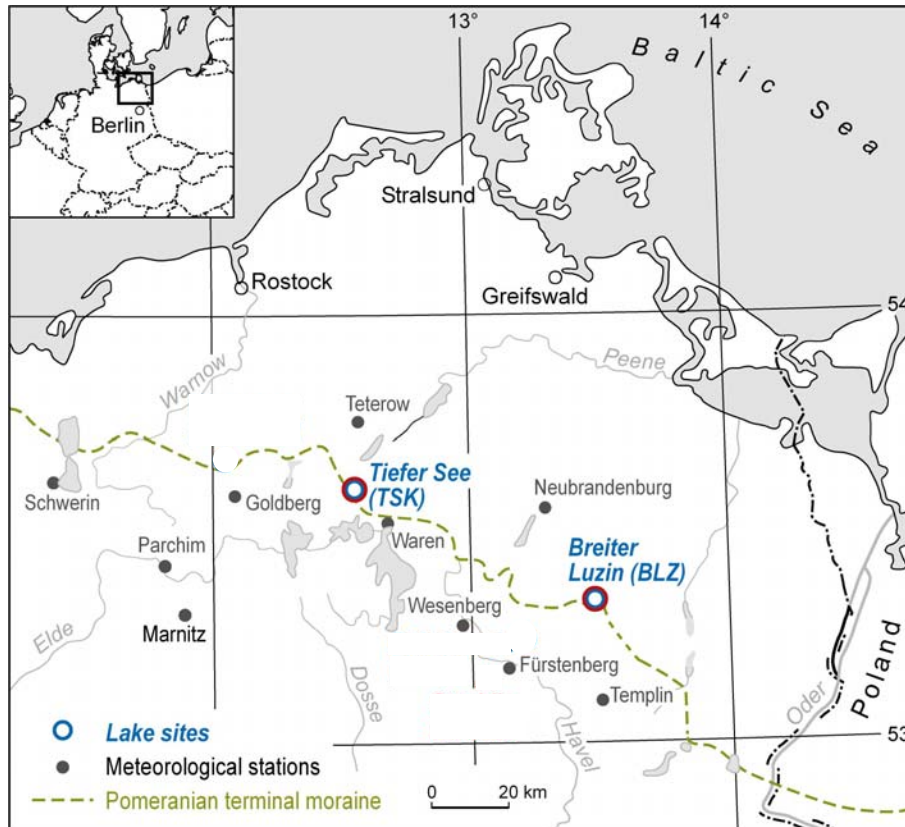 13°
14°
Baltic Sea
Berlin
Stralsund
Rostock
Greifswald
54
Warnow
Peene
Teterow
Tiefer See
(TSK)
Schwerin
Goldberg
Neubrandenburg
Waren
Parchim
Breiter
Luzin (BLZ)
Wesenberg
Marnitz
Elde
Fürstenberg
Templin
Dosse
Havel
Oder
Poland
53
Lake sites
Meteorological stations
Pomeranian terminal moraine
0 20 km